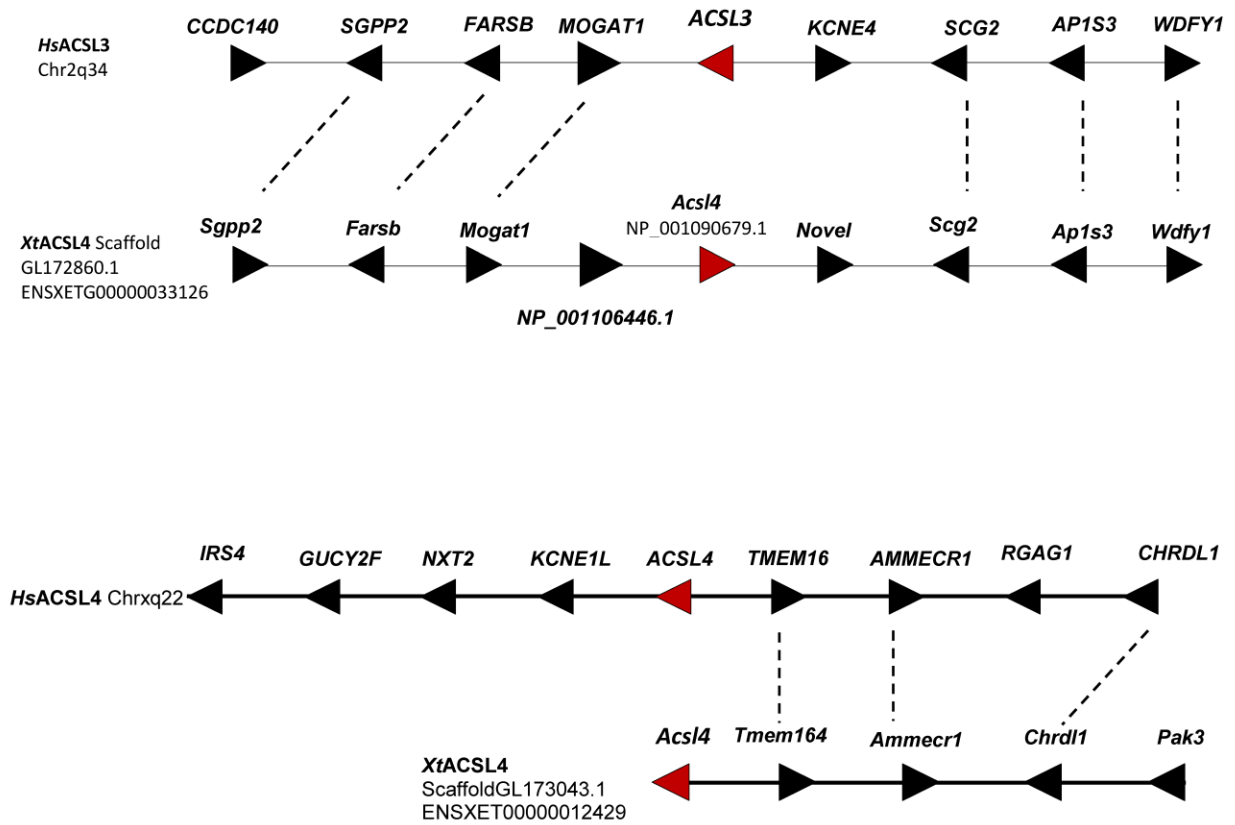 CCDC140 SGPP2 FARSB MOGAT1 ACSL3 KCNE4 SCG2 AP1S3 WDFY1
HsACSL3
Chr2q34
Acsl4
Sgpp2 Farsb Mogat1 NP_001090679.1 Novel Scg2 Ap1s3 Wdfy1
XtACSL4 Scaffold
GL172860.1
ENSXETG00000033126
NP_001106446.1
IRS4 GUCY2F NXT2 KCNE1L ACSL4 TMEM16 AMMECR1 RGAG1 CHRDL1
HsACSL4 Chrxq22
Acsl4 Tmem164 Ammecr1 Chrdl1 Pak3
XtACSL4
ScaffoldGL173043.1
ENSXET00000012429